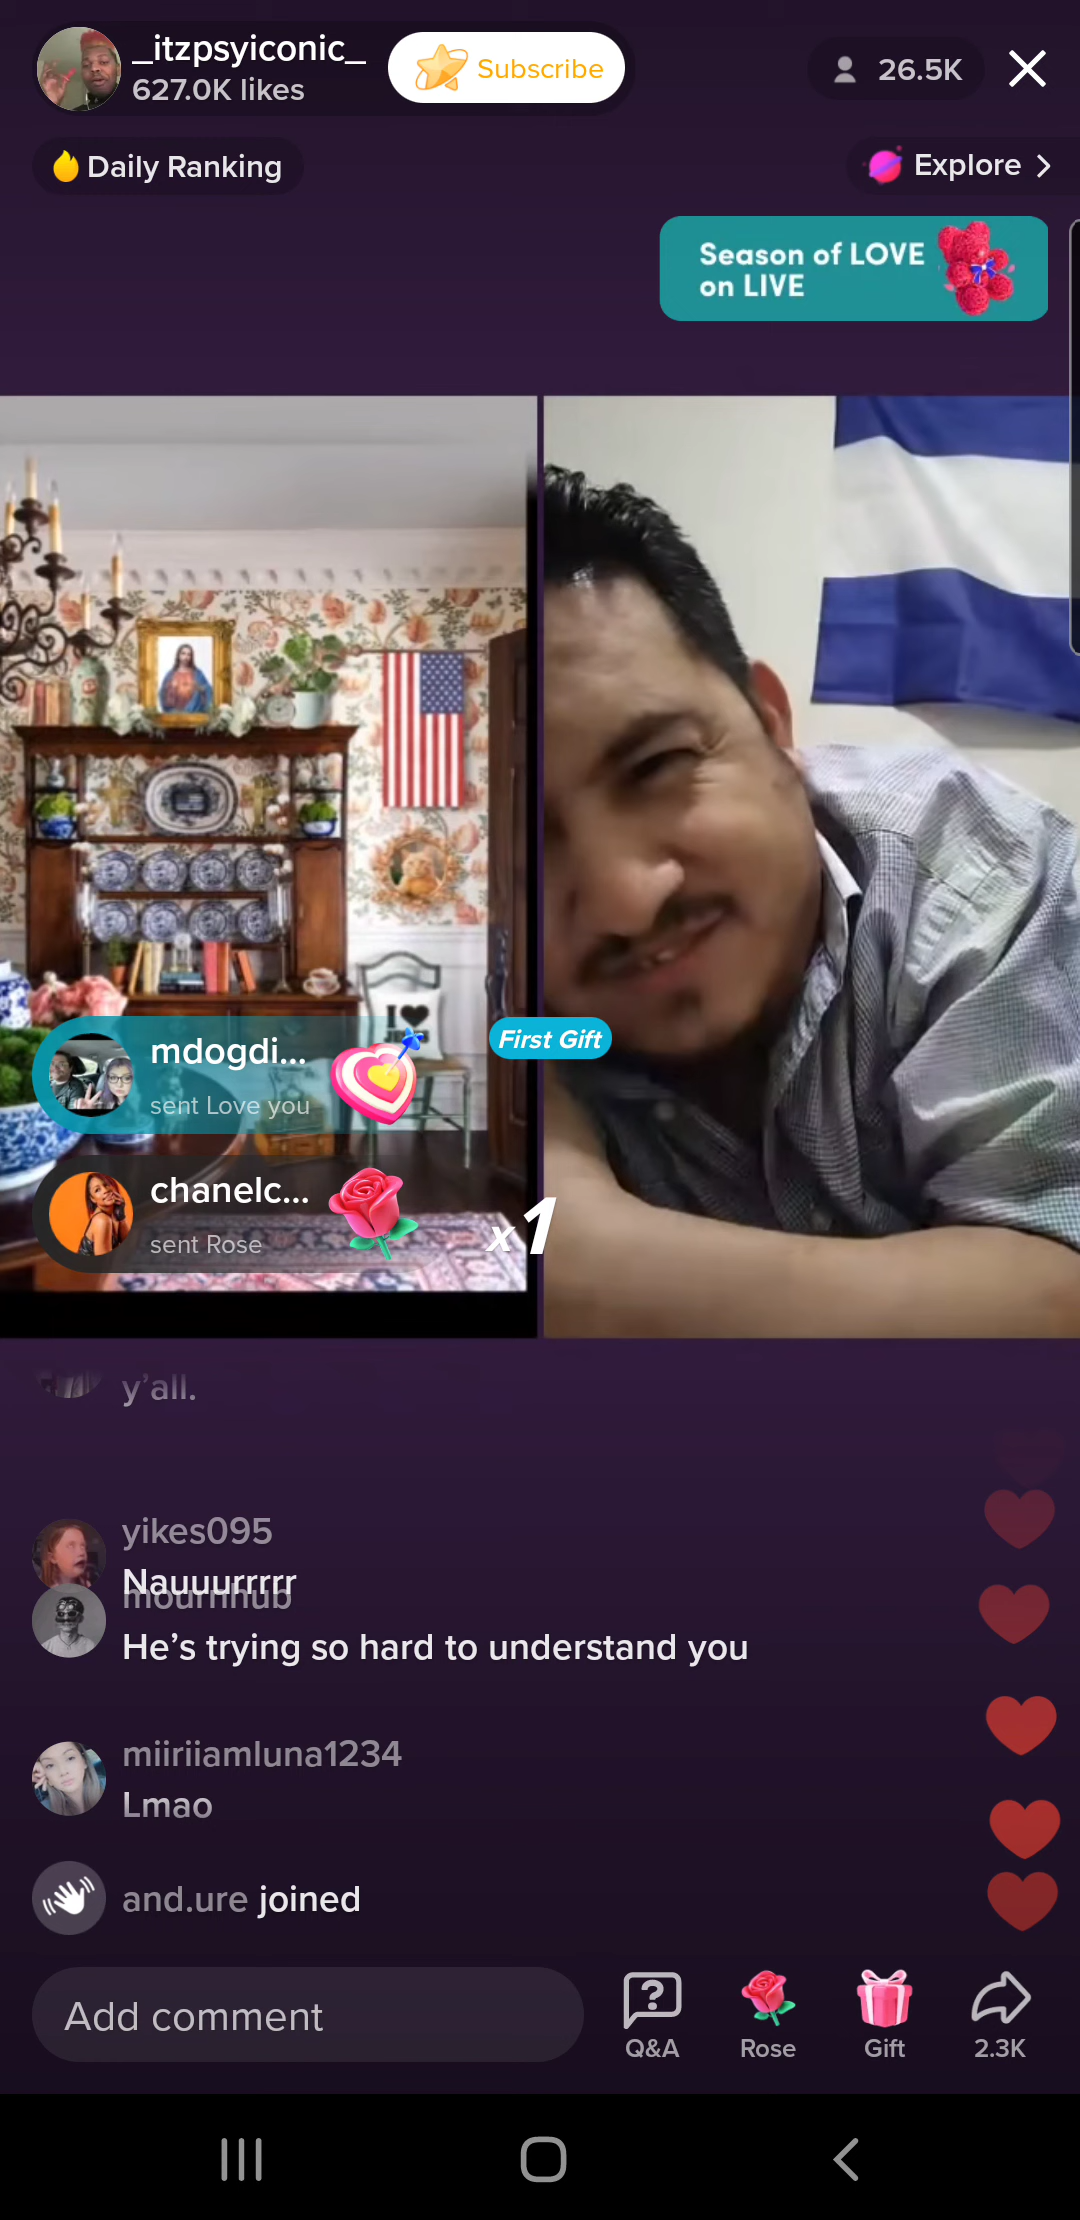 _itzpsyiconic_
627.0K likes
Subscribe
26.5K
Daily Ranking
Explore
Season of LOVE
on LIVE
I
First Gift
mdogdi...
sent Love you
chanelc...
sent Rose
x1
y'all.
yikes095
Nauuurrrrr
mournhub
He's trying so hard to understand you
miiriiamluna1234
Lmao
and.ure joined
Add comment
Q&A
Rose
Gift
2.3K